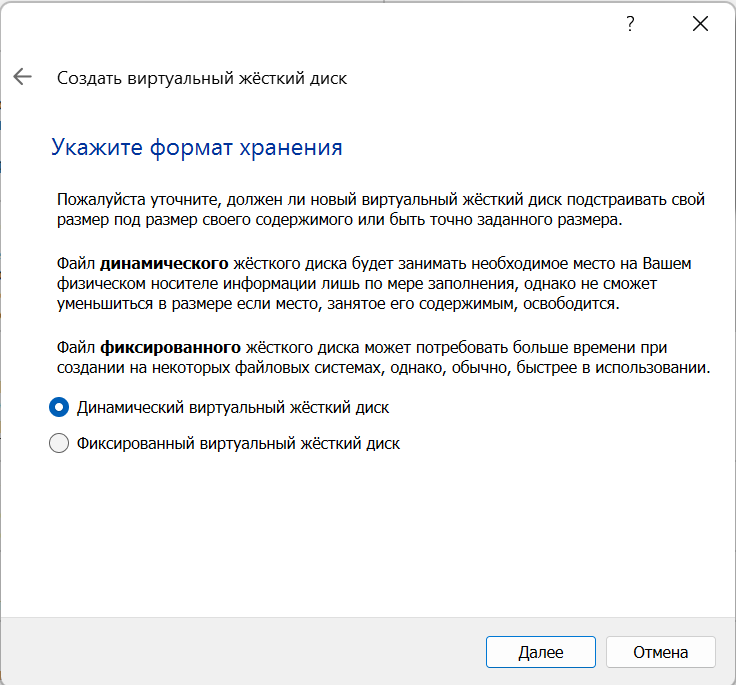 ?
Создать виртуальный жёсткий диск
Укажите формат хранения
Пожалуйста уточните, должен ли новый виртуальный жёсткий диск подстраивать свой
размер под размер своего содержимого или быть точно заданного размера.
Файл динамического жёсткого диска будет занимать необходимое место на Вашем
физическом носителе информации лишь по мере заполнения, однако не сможет
уменьшиться в размере если место, занятое его содержимым, освободится.
Файл фиксированного жёсткого диска может потребовать больше времени при
создании на некоторых файловых системах, однако, обычно, быстрее в использовании.
Динамический виртуальный жёсткий диск
Фиксированный виртуальный жёсткий диск
Далее
Отмена